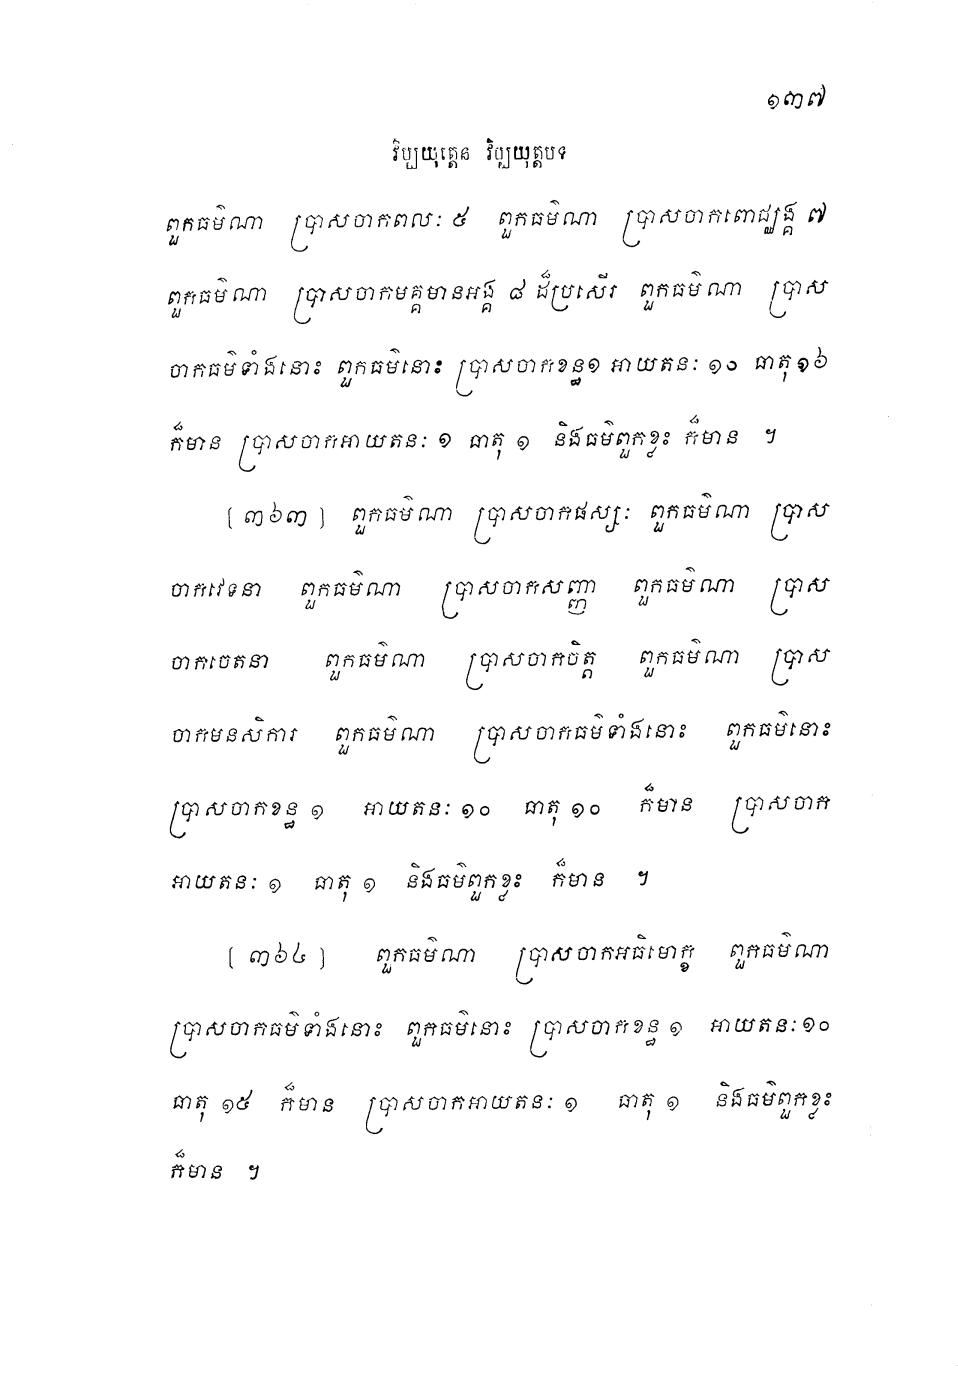 ១៣៧
វិប្បយុត្តេន វិប្បយុត្តបទ
ពួកធម៌ណា ប្រាសចាកពលៈ ៥ ពួកធម៌ណា ប្រាសចាកពោជ្ឈង្គ ៧
ពួកធម៌ណា ប្រាសចាកមគ្គមានអង្គ ៨ ដ៏ប្រសើរ ពួកធម៌ណា ប្រាស
ចាកធម៌ទាំងនោះ ពួកធម៌នោះ ប្រាសចាកខន្ធ១ អាយតនៈ ១០ ធាតុ ១៦
ក៏មាន ប្រាសចាកអាយតនៈ ១ ធាតុ ១ និងធម៌ពួកខ្លះ ក៏មាន ។
[ ៣៦៣ ] ពួកធម៌ណា ប្រាសចាកផស្សៈ ពួកធម៌ណា ប្រាស
ចាកវេទនា ពួកធម៌ណា ប្រាសចាកសញ្ញា ពួកធម៌ណា ប្រាស
ចាកចេតនា ពួកធម៌ណា ប្រាសចាកចិត្ត ពួកធម៌ណា ប្រាស
ចាកមនសិការ ពួកធម៌ណា ប្រាសចាកធម៌ទាំងនោះ ពួកធម៌នោះ
ប្រាសចាកខន្ធ ១ អាយតនៈ ១០ ធាតុ ១០ ក៏មាន ប្រាសចាក
អាយតនៈ ១ ធាតុ ១ និងធម៌ពួកខ្លះ ក៏មាន ។
[ ៣៦៤ ] ពួកធម៌ណា ប្រាសចាកអធិមោក្ខ ពួកធម៌ណា
ប្រាសចាកធម៌ទាំងនោះ ពួកធម៌នោះ ប្រាសចាកខន្ធ ១ អាយតនៈ ១០
ធាតុ ១៥ ក៏មាន ប្រាសចាកអាយតនៈ ១ ធាតុ ១ និងធម៌ពួកខ្លះ
ក៏មាន ។